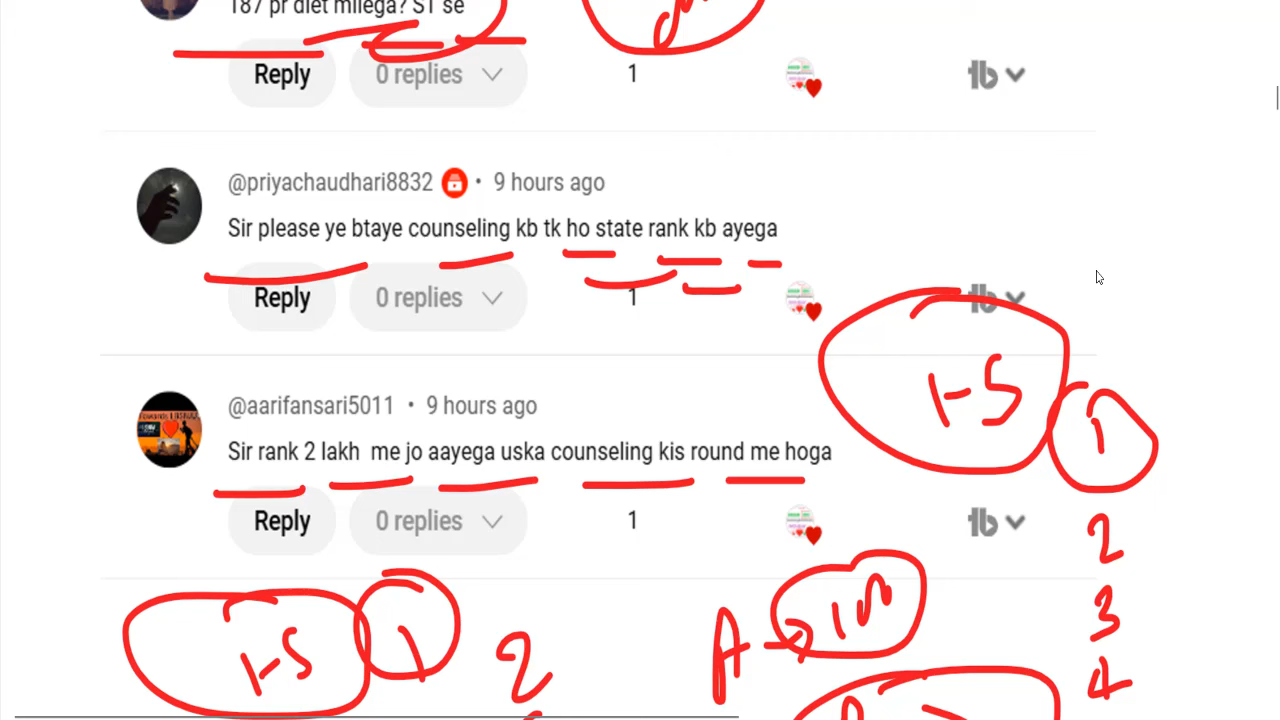 187 pr diet milega? ST se
Reply 0 replies 1
@priyachaudhari8832 • 9 hours ago
Sir please ye btaye counseling kb tk ho state rank kb ayega
Reply 0 replies 1
1-5
@aarifansari5011 • 9 hours ago
1
Sir rank 2 lakh me jo aayega uska counseling kis round me hoga
Reply 0 replies 1
2
3
1-5 1 2 A
4